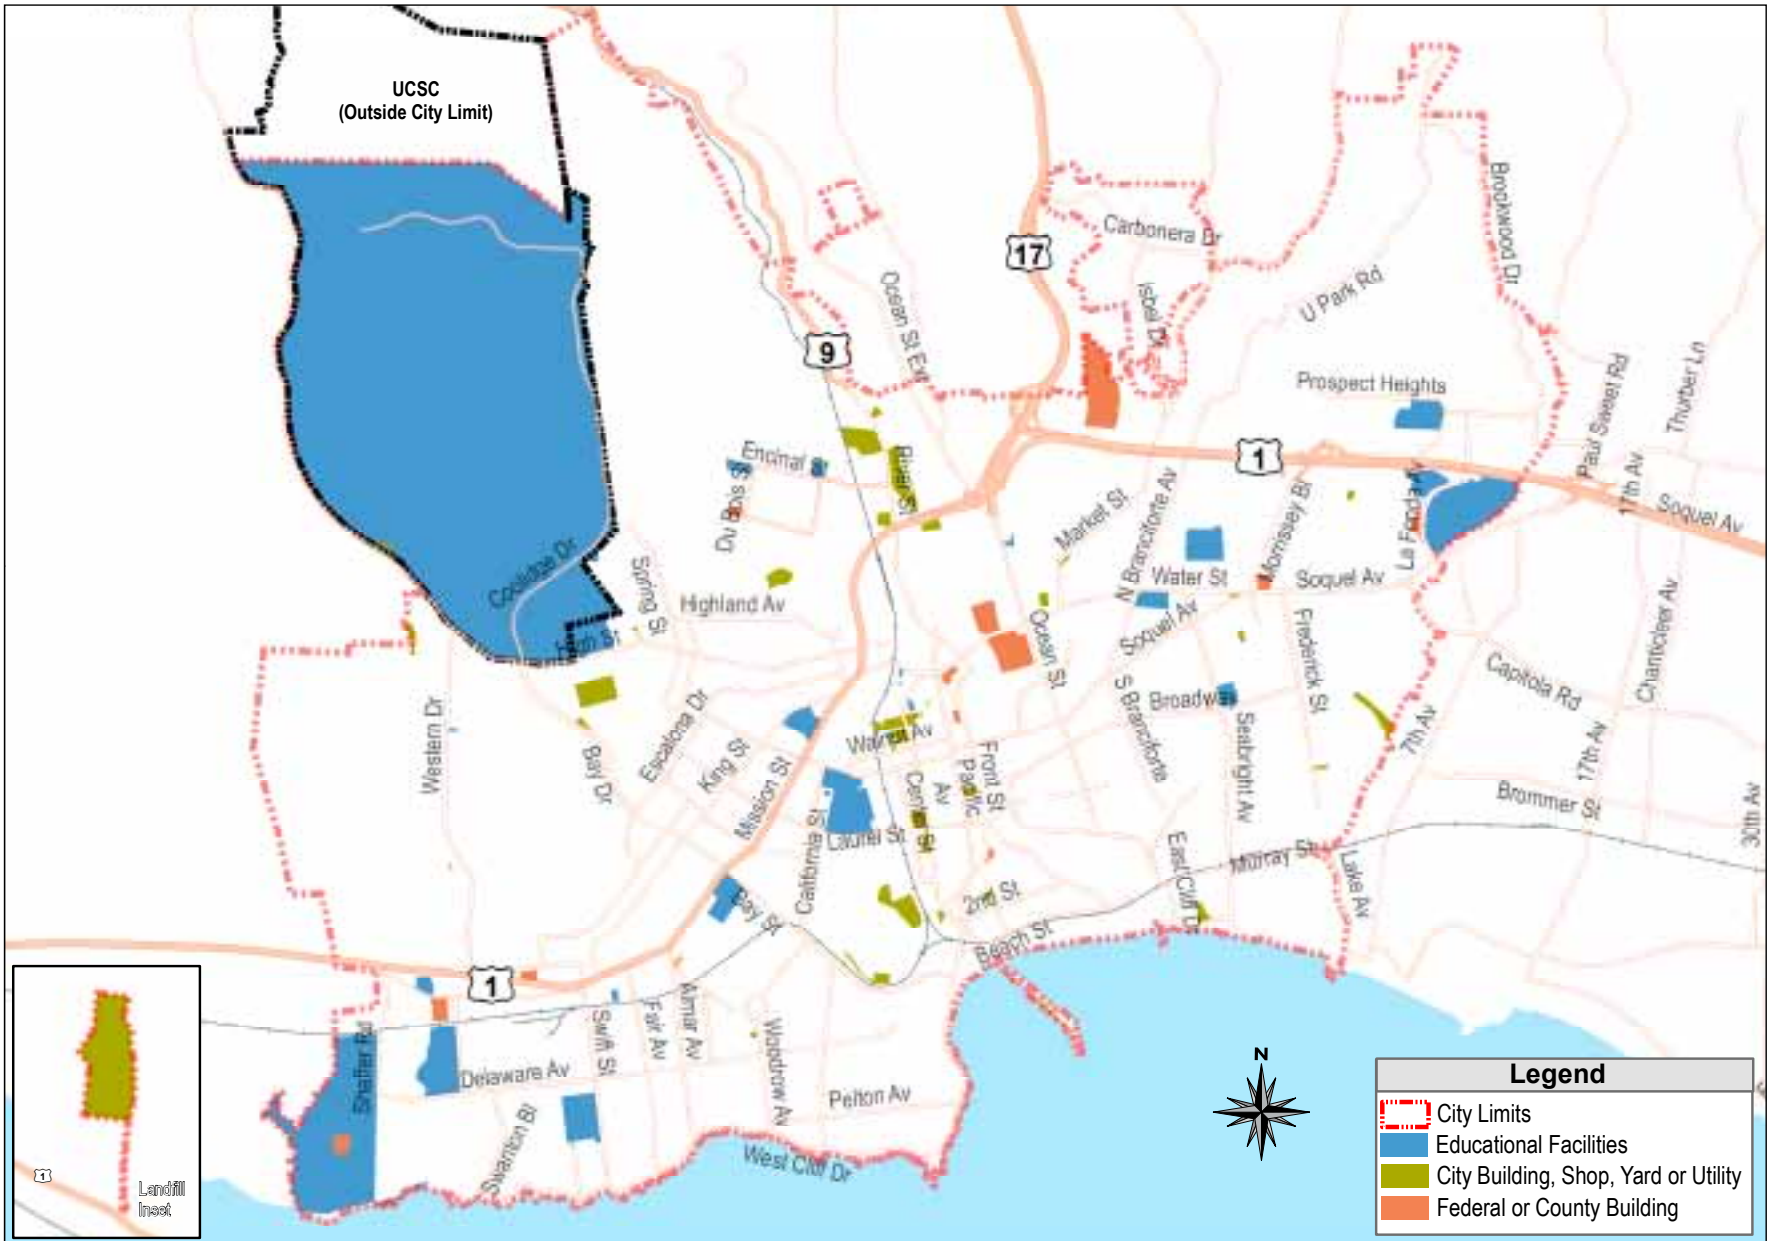 UCSC
(Outside City Limit)
17
Carbonera Dr
Brookwood Dr
Isbel Dr
U Park Rd
Ocean St Ext
9
Prospect Heights
Paul Sweet Rd
Thurber Ln
1
Encinal St
River St
Du Bois St
Market St
N Branciforte Av
Morrissey Bl
La Fonda Av
17th Av
Soquel Av
Coolidge Dr
Spring St
Highland Av
Water St
Soquel Av
Soquel Av
High St
Ocean St
Frederick St
Capitola Rd
Chanticleer Av
Western Dr
Bay Dr
Escalona Dr
King St
Mission St
Walnut Av
S Branciforte
Broadway
Seabright Av
7th Av
17th Av
Front St
Pacific
Av
Center St
California St
Laurel St
Brommer St
30th Av
Bay St
2nd St
East Cliff Dr
Murray St
Lake Av
Beach St
1
Shaffer Rd
Delaware Av
Swift St
Fair Av
Almar Av
Woodrow Av
Pelton Av
Swanton Bl
West Cliff Dr
1
Landfill
Inset
N
Legend
City Limits
Educational Facilities
City Building, Shop, Yard or Utility
Federal or County Building